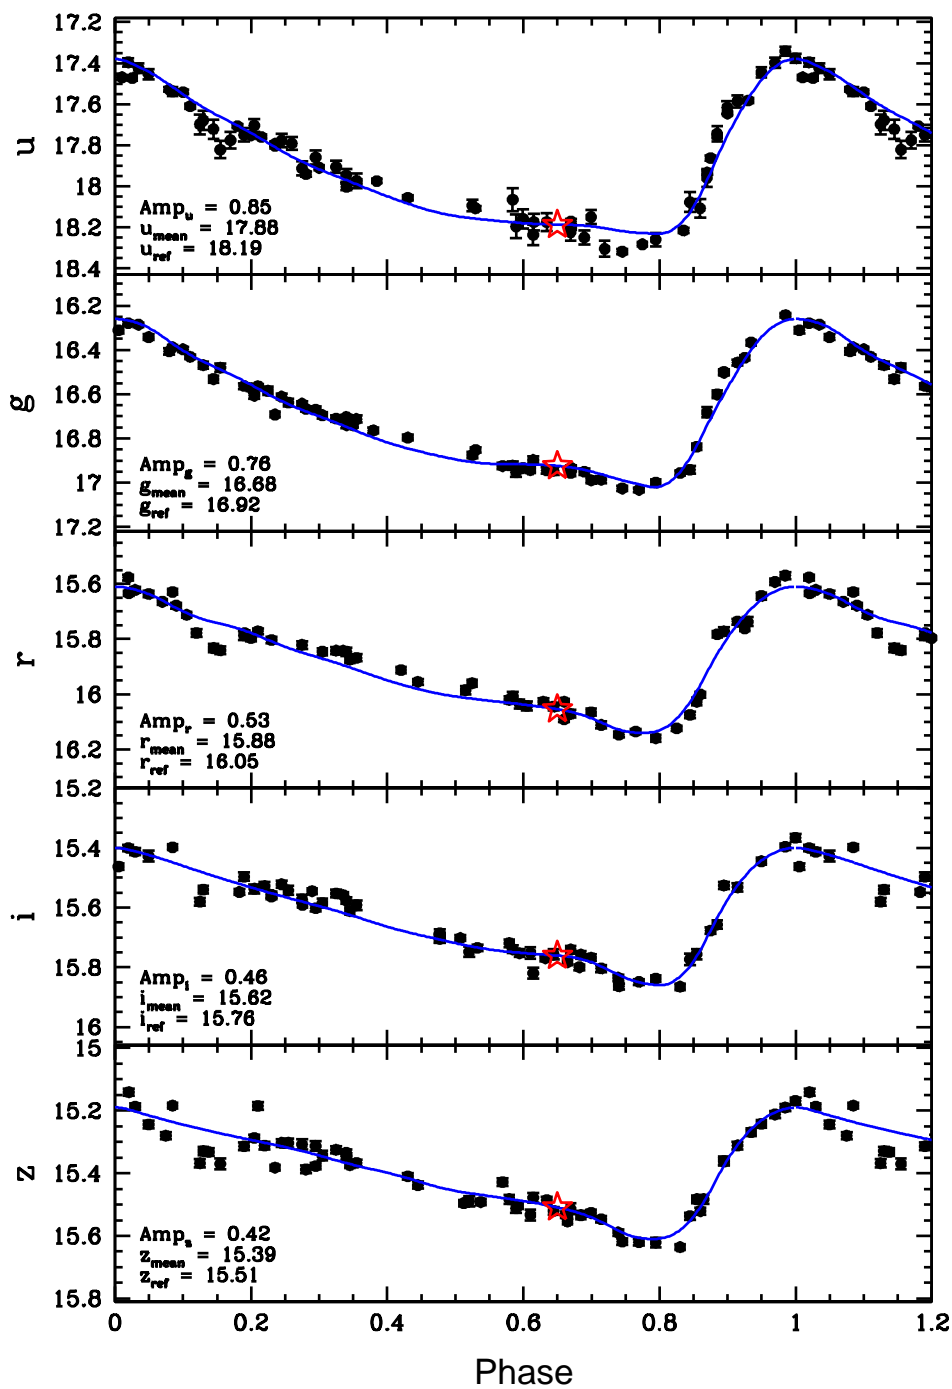 17.2
17.4
17.6
17.8
18
18.2
18.4
u
Amp_u = 0.85
u_mean = 17.88
u_ref = 18.19
16.2
16.4
16.6
16.8
17
17.2
g
Amp_g = 0.76
g_mean = 16.68
g_ref = 16.92
15.6
15.8
16
16.2
r
Amp_r = 0.53
r_mean = 15.88
r_ref = 16.05
15.2
15.4
15.6
15.8
16
i
Amp_i = 0.46
i_mean = 15.62
i_ref = 15.76
15
15.2
15.4
15.6
15.8
z
Amp_z = 0.42
z_mean = 15.39
z_ref = 15.51
0 0.2 0.4 0.6 0.8 1 1.2
Phase